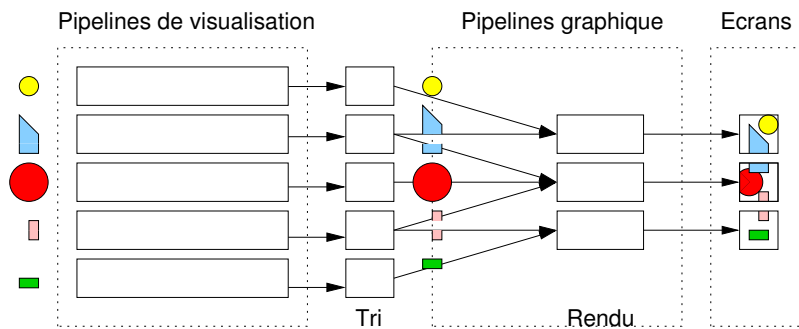 Pipelines de visualisation
Pipelines graphique
Ecrans
Tri
Rendu